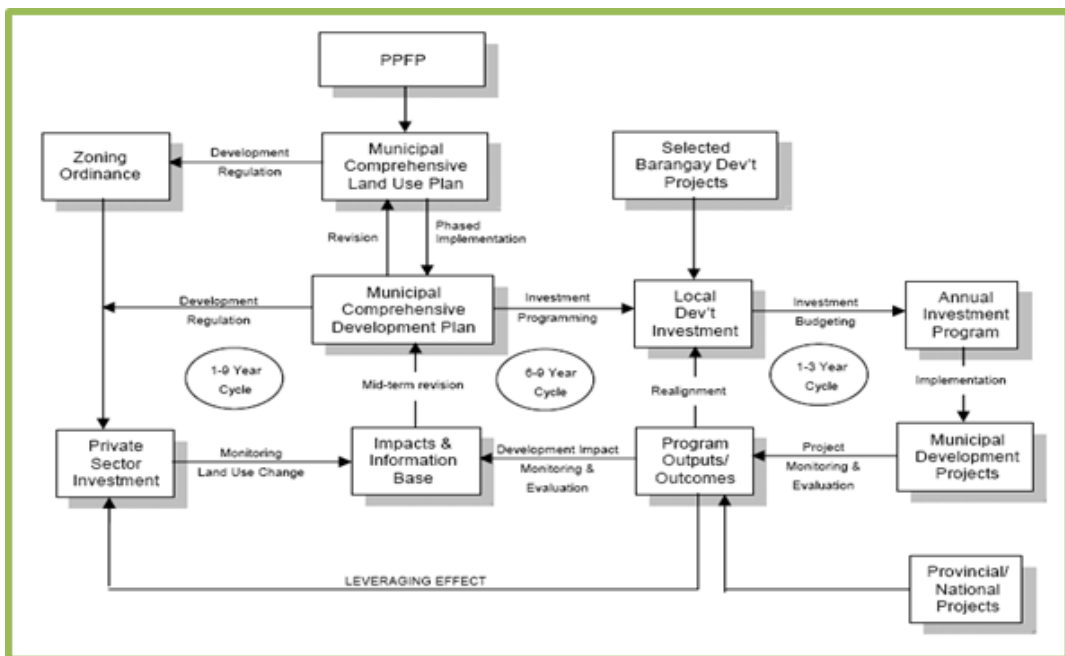 PPFP
Zoning
Ordinance
Development
Regulation
Municipal
Comprehensive
Land Use Plan
Selected
Barangay Dev't
Projects
Revision
Phased
Implementation
Development
Regulation
Municipal
Comprehensive
Development Plan
Investment
Programming
Local
Dev't
Investment
Investment
Budgeting
Annual
Investment
Program
1-9 Year
Cycle
Mid-term revision
6-9 Year
Cycle
Realignment
1-3 Year
Cycle
Implementation
Private
Sector
Investment
Monitoring
Land Use Change
Impacts &
Information
Base
Development Impact
Monitoring &
Evaluation
Program
Outputs/
Outcomes
Project
Monitoring &
Evaluation
Municipal
Development
Projects
LEVERAGING EFFECT
Provincial/
National
Projects